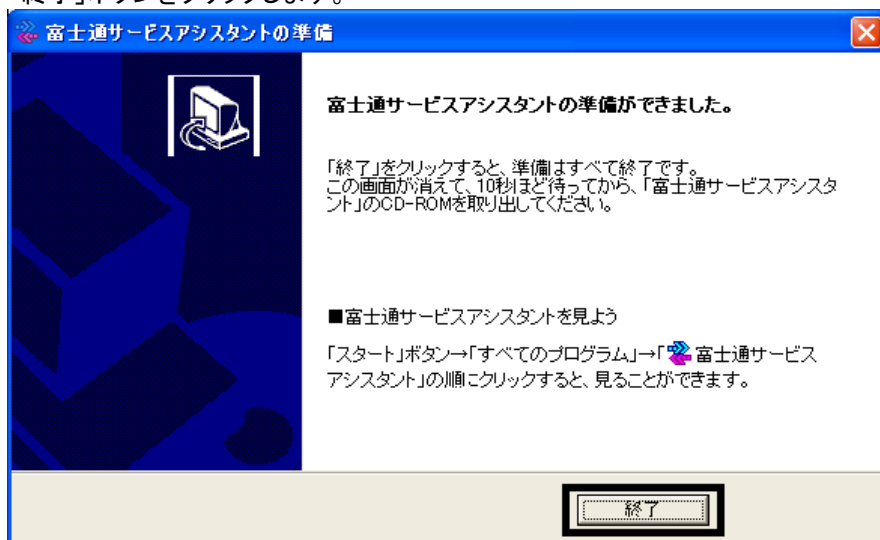 終了」ボタンをクリックします。
富士通サービスアシスタントの準備
富士通サービスアシスタントの準備ができました。
「終了」をクリックすると、準備はすべて終了です。
この画面が消えて、10秒ほど待ってから、「富士通サービスアシスタ
ント」のCD-ROMを取り出してください。
■富士通サービスアシスタントを見よう
「スタート」ボタン→「すべてのプログラム」→「富士通サービス
アシスタント」の順にクリックすると、見ることができます。
終了